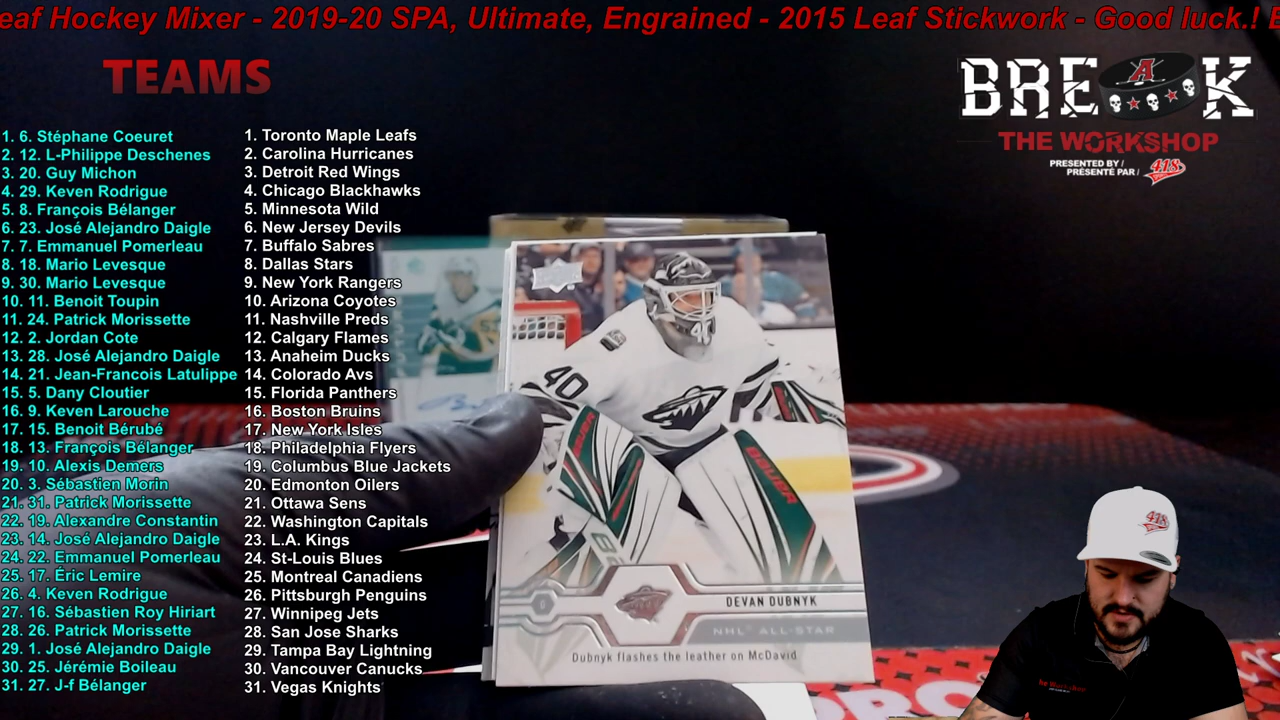 eaf Hockey Mixer - 2019-20 SPA, Ultimate, Engrained - 2015 Leaf Stickwork - Good luck.!
TEAMS
BREAK
THE WORKSHOP
PRESENTED BY /
PRÉSENTÉ PAR /
418
1. 6. Stéphane Coeuret
2. 12. L-Philippe Deschenes
3. 20. Guy Michon
4. 29. Keven Rodrigue
5. 8. François Bélanger
6. 23. José Alejandro Daigle
7. 7. Emmanuel Pomerleau
8. 18. Mario Levesque
9. 30. Mario Levesque
10. 11. Benoit Toupin
11. 24. Patrick Morissette
12. 2. Jordan Cote
13. 28. José Alejandro Daigle
14. 21. Jean-Francois Latulippe
15. 5. Dany Cloutier
16. 9. Keven Larouche
17. 15. Benoit Bérubé
18. 13. François Bélanger
19. 10. Alexis Demers
20. 3. Sébastien Morin
21. 31. Patrick Morissette
22. 19. Alexandre Constantin
23. 14. José Alejandro Daigle
24. 22. Emmanuel Pomerleau
25. 17. Éric Lemire
26. 4. Keven Rodrigue
27. 16. Sébastien Roy Hiriart
28. 26. Patrick Morissette
29. 1. José Alejandro Daigle
30. 25. Jérémie Boileau
31. 27. J-f Bélanger
1. Toronto Maple Leafs
2. Carolina Hurricanes
3. Detroit Red Wings
4. Chicago Blackhawks
5. Minnesota Wild
6. New Jersey Devils
7. Buffalo Sabres
8. Dallas Stars
9. New York Rangers
10. Arizona Coyotes
11. Nashville Preds
12. Calgary Flames
13. Anaheim Ducks
14. Colorado Avs
15. Florida Panthers
16. Boston Bruins
17. New York Isles
18. Philadelphia Flyers
19. Columbus Blue Jackets
20. Edmonton Oilers
21. Ottawa Sens
22. Washington Capitals
23. L.A. Kings
24. St-Louis Blues
25. Montreal Canadiens
26. Pittsburgh Penguins
27. Winnipeg Jets
28. San Jose Sharks
29. Tampa Bay Lightning
30. Vancouver Canucks
31. Vegas Knights
40
40
BAUER
BAUER
G
DEVAN DUBNYK
NHL ALL-STAR
Dubnyk flashes the leather on McDavid
418